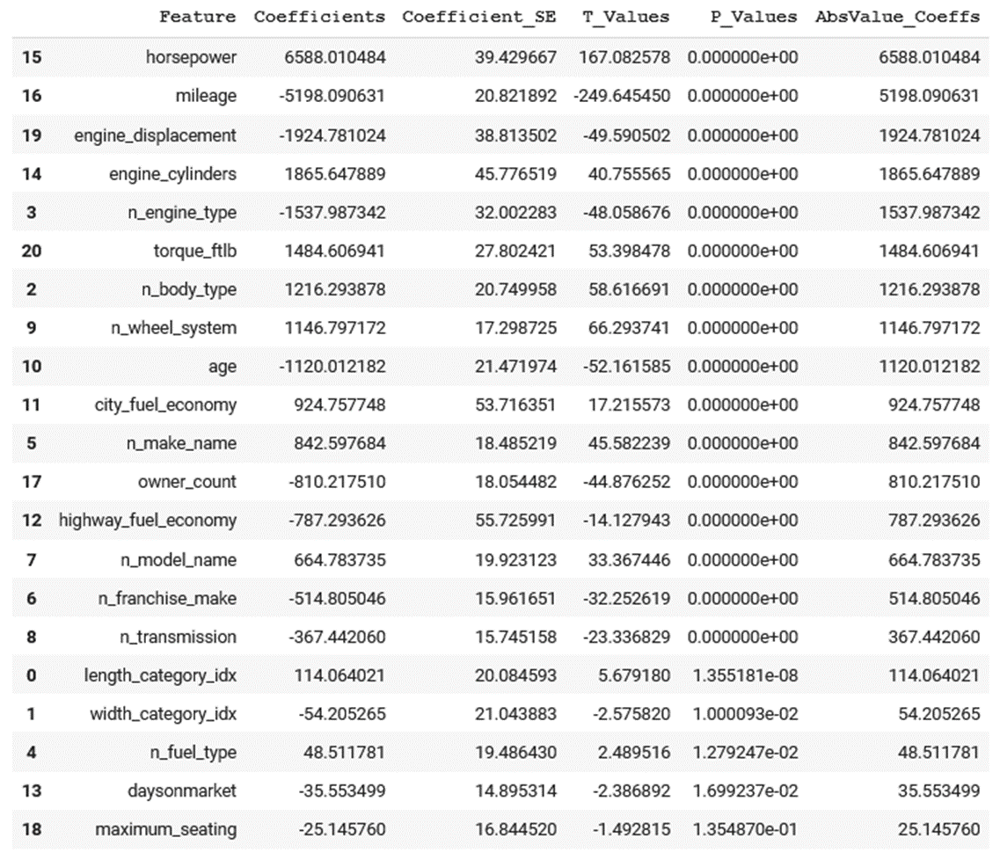 Feature Coefficients Coefficient_SE T_Values P_Values AbsValue_Coeffs
15 horsepower 6588.010484 39.429667 167.082578 0.000000e+00 6588.010484
16 mileage -5198.090631 20.821892 -249.645450 0.000000e+00 5198.090631
19 engine_displacement -1924.781024 38.813502 -49.590502 0.000000e+00 1924.781024
14 engine_cylinders 1865.647889 45.776519 40.755565 0.000000e+00 1865.647889
3 n_engine_type -1537.987342 32.002283 -48.058676 0.000000e+00 1537.987342
20 torque_ftlb 1484.606941 27.802421 53.398478 0.000000e+00 1484.606941
2 n_body_type 1216.293878 20.749958 58.616691 0.000000e+00 1216.293878
9 n_wheel_system 1146.797172 17.298725 66.293741 0.000000e+00 1146.797172
10 age -1120.012182 21.471974 -52.161585 0.000000e+00 1120.012182
11 city_fuel_economy 924.757748 53.716351 17.215573 0.000000e+00 924.757748
5 n_make_name 842.597684 18.485219 45.582239 0.000000e+00 842.597684
17 owner_count -810.217510 18.054482 -44.876252 0.000000e+00 810.217510
12 highway_fuel_economy -787.293626 55.725991 -14.127943 0.000000e+00 787.293626
7 n_model_name 664.783735 19.923123 33.367446 0.000000e+00 664.783735
6 n_franchise_make -514.805046 15.961651 -32.252619 0.000000e+00 514.805046
8 n_transmission -367.442060 15.745158 -23.336829 0.000000e+00 367.442060
0 length_category_idx 114.064021 20.084593 5.679180 1.355181e-08 114.064021
1 width_category_idx -54.205265 21.043883 -2.575820 1.000093e-02 54.205265
4 n_fuel_type 48.511781 19.486430 2.489516 1.279247e-02 48.511781
13 daysonmarket -35.553499 14.895314 -2.386892 1.699237e-02 35.553499
18 maximum_seating -25.145760 16.844520 -1.492815 1.354870e-01 25.145760